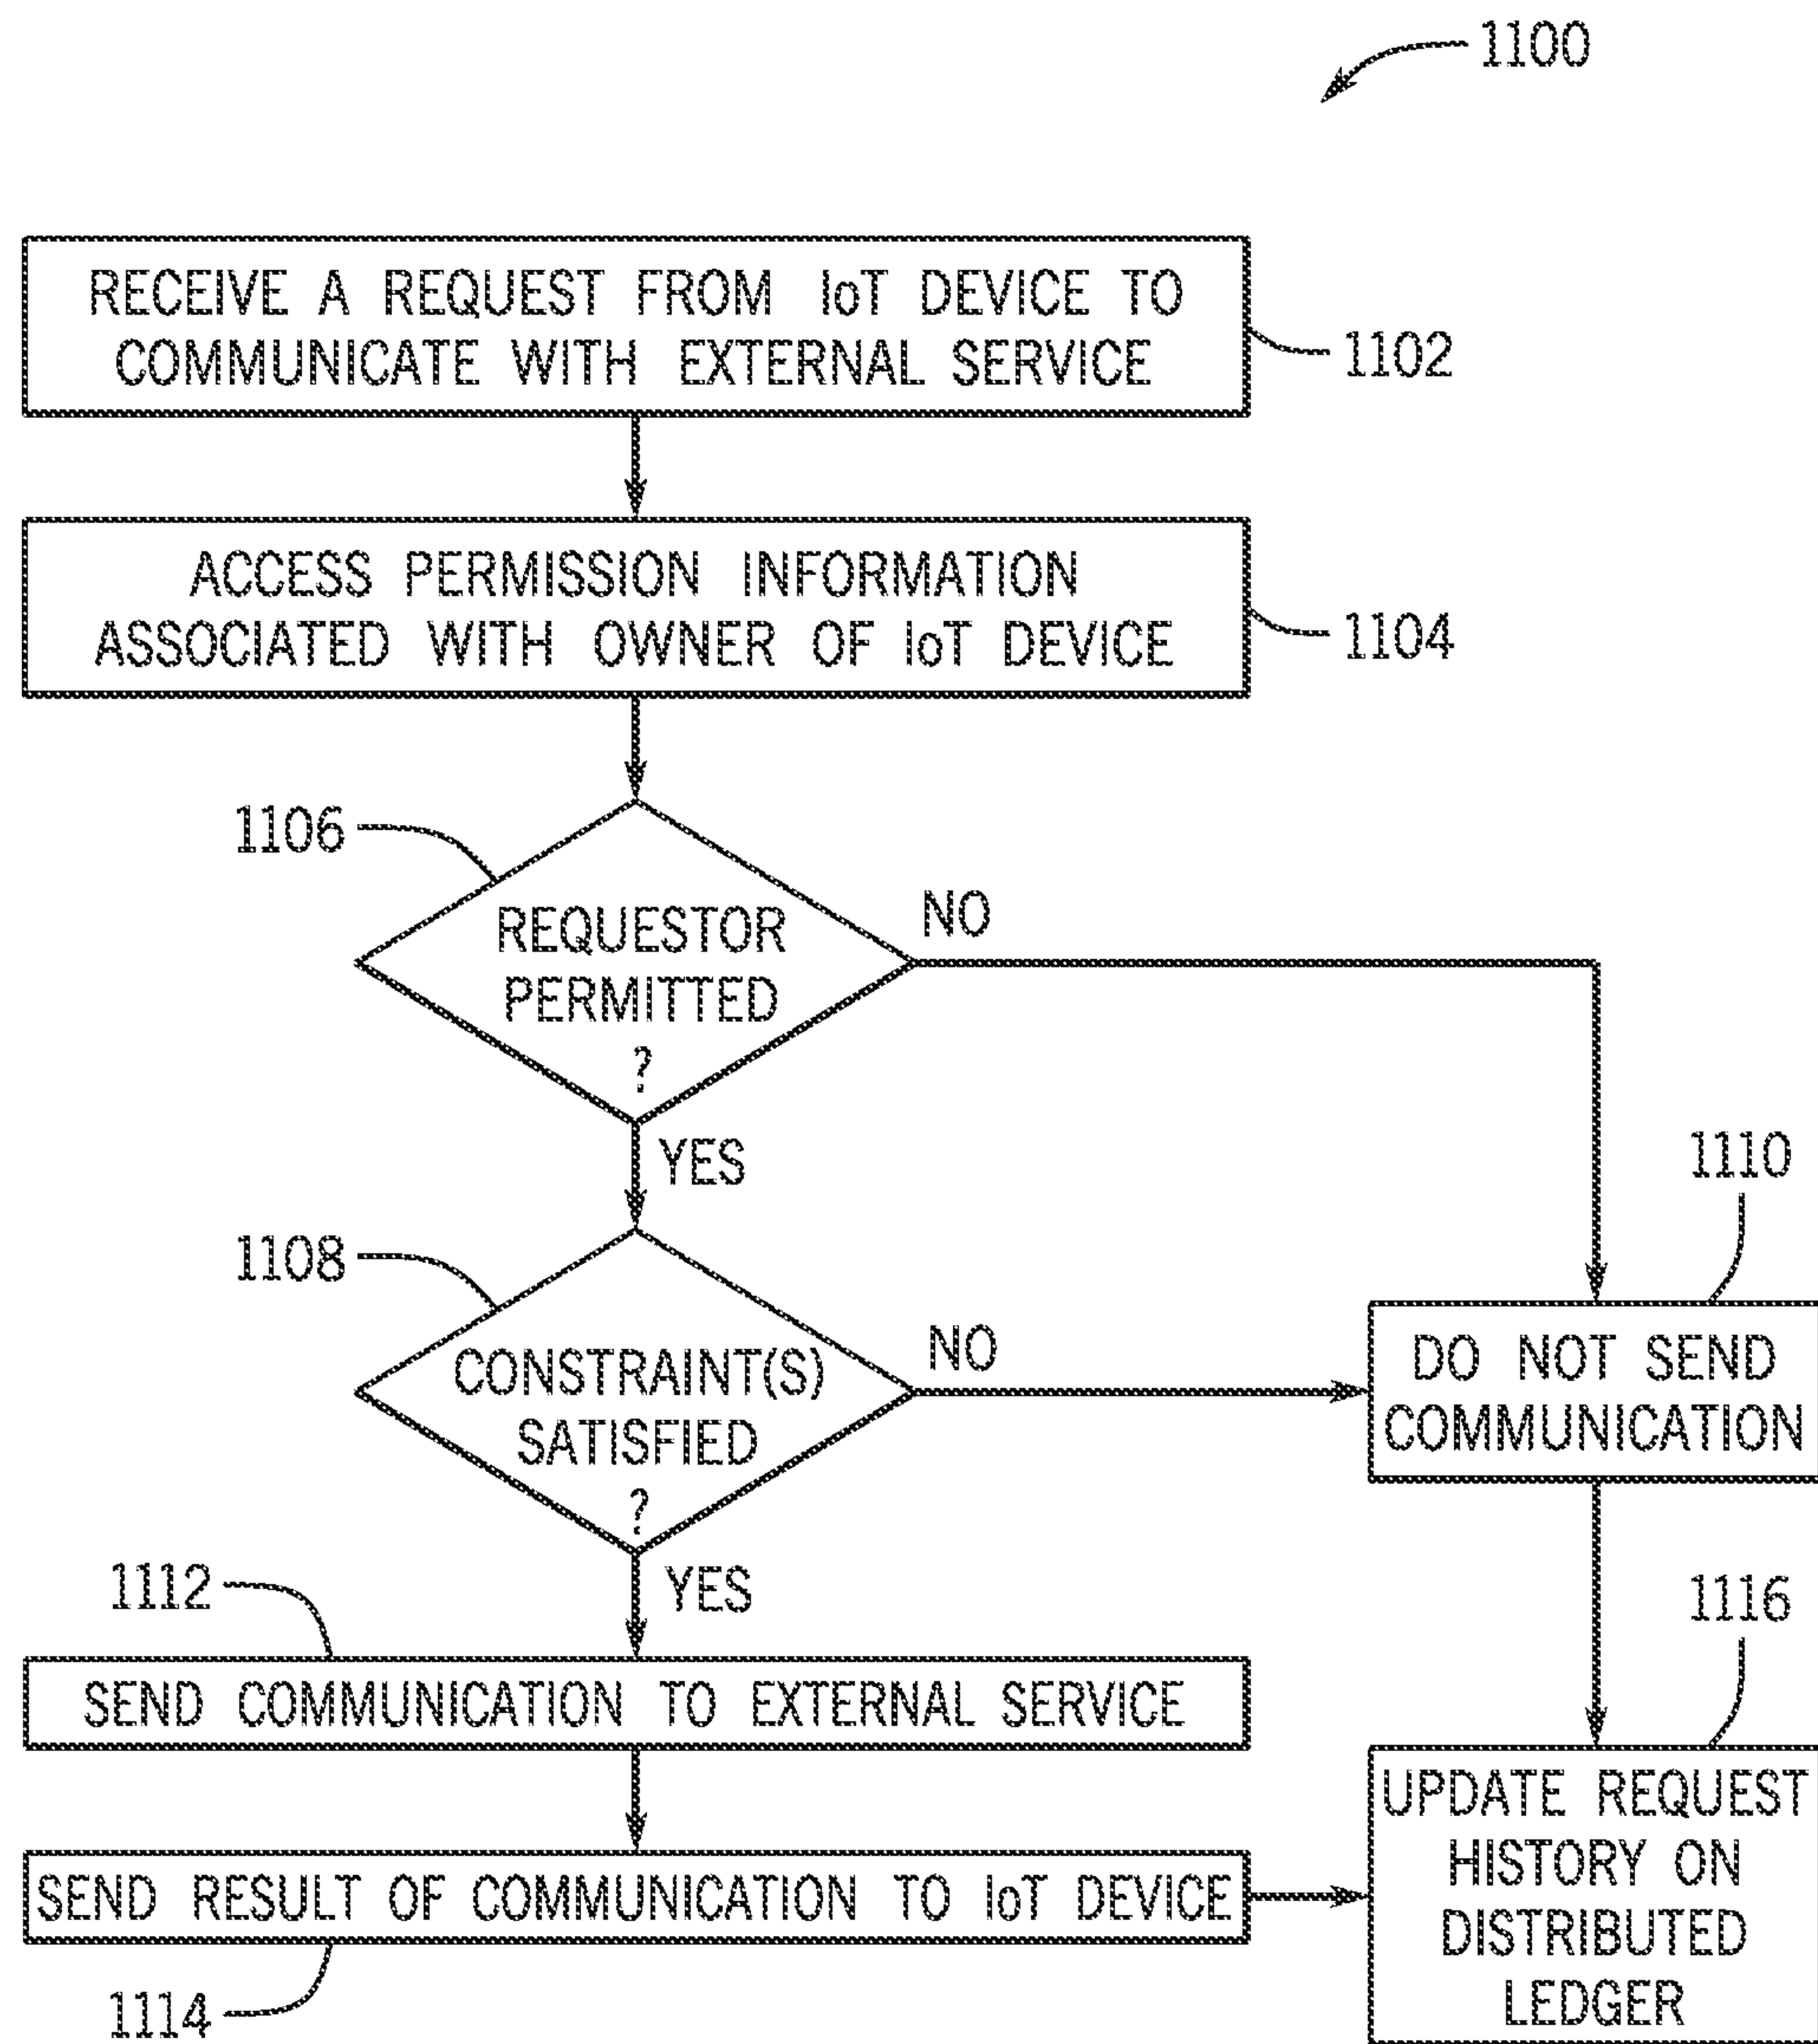 1100
RECEIVE A REQUEST FROM IoT DEVICE TO
COMMUNICATE WITH EXTERNAL SERVICE
1102
ACCESS PERMISSION INFORMATION
ASSOCIATED WITH OWNER OF IoT DEVICE
1104
1106
REQUESTOR
PERMITTED
?
NO
YES
1108
CONSTRAINT(S)
SATISFIED
?
NO
YES
1110
DO NOT SEND
COMMUNICATION
1112
SEND COMMUNICATION TO EXTERNAL SERVICE
SEND RESULT OF COMMUNICATION TO IoT DEVICE
1114
1116
UPDATE REQUEST
HISTORY ON
DISTRIBUTED
LEDGER